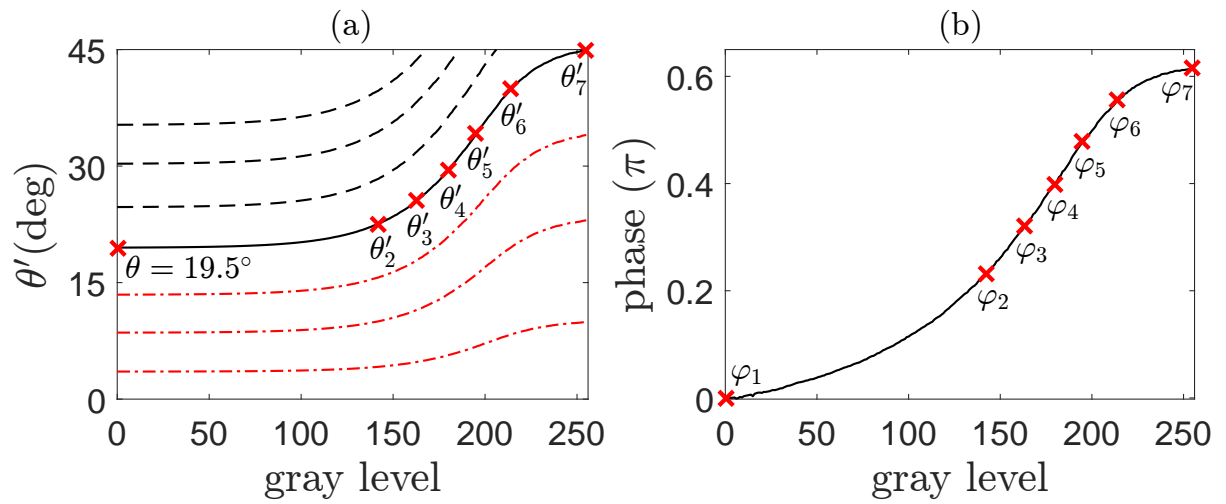 (a)
45
30
15
0
θ′(deg)
θ = 19.5°
θ′2
θ′3
θ′4
θ′5
θ′6
θ′7
0 50 100 150 200 250
gray level
(b)
0.6
0.4
0.2
0
phase (π)
φ1
φ2
φ3
φ4
φ5
φ6
φ7
0 50 100 150 200 250
gray level